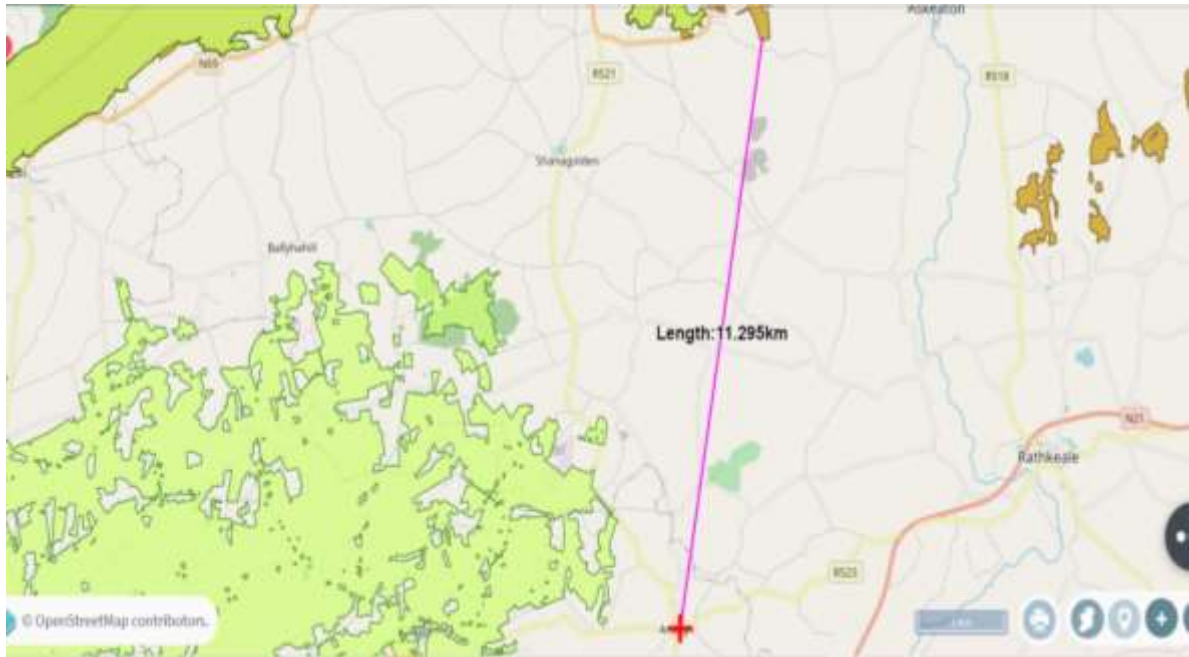 Askeaton
N69
R521
R518
Shanagolden
Ballyhahill
Length:11.295km
N21
Rathkeale
R523
© OpenStreetMap contributors.